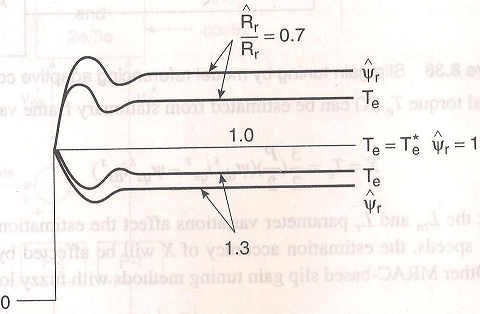 R̂r/Rr = 0.7
ψ̂r
Te
1.0
Te = Te* ψ̂r = 1
Te
ψ̂r
1.3
0